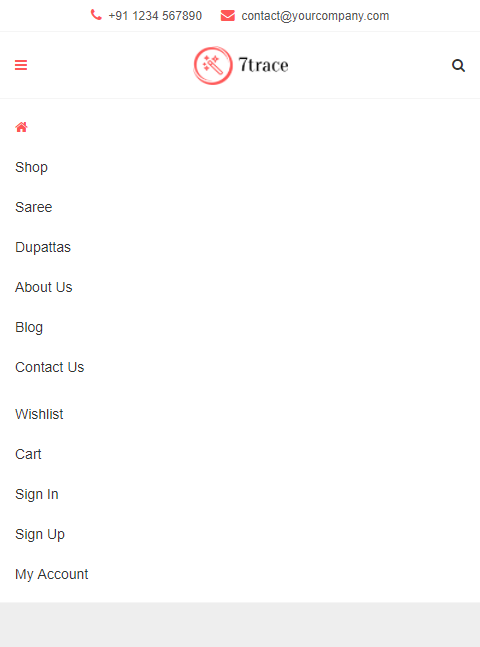 +91 1234 567890 contact@yourcompany.com
7trace
Shop
Saree
Dupattas
About Us
Blog
Contact Us
Wishlist
Cart
Sign In
Sign Up
My Account